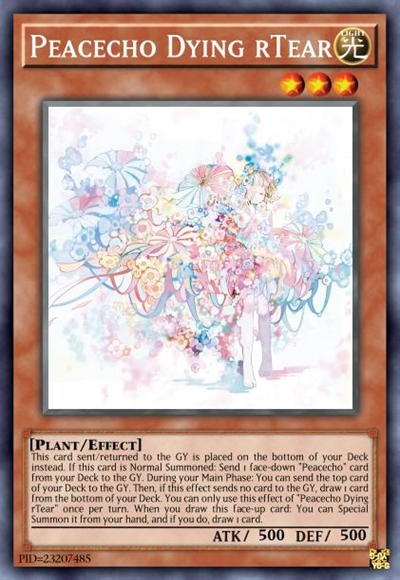 Peacecho Dying rTear
LIGHT
光
[Plant/Effect]
This card sent/returned to the GY is placed on the bottom of your Deck
instead. If this card is Normal Summoned: Send 1 face-down "Peacecho" card
from your Deck to the GY. During your Main Phase: You can send the top card
of your Deck to the GY. Then, if this effect sends no card to the GY, draw 1 card
from the bottom of your Deck. You can only use this effect of "Peacecho Dying
rTear" once per turn. When you draw this face-up card: You can Special
Summon it from your hand, and if you do, draw 1 card.
ATK/ 500 DEF/ 500
PID=23207485